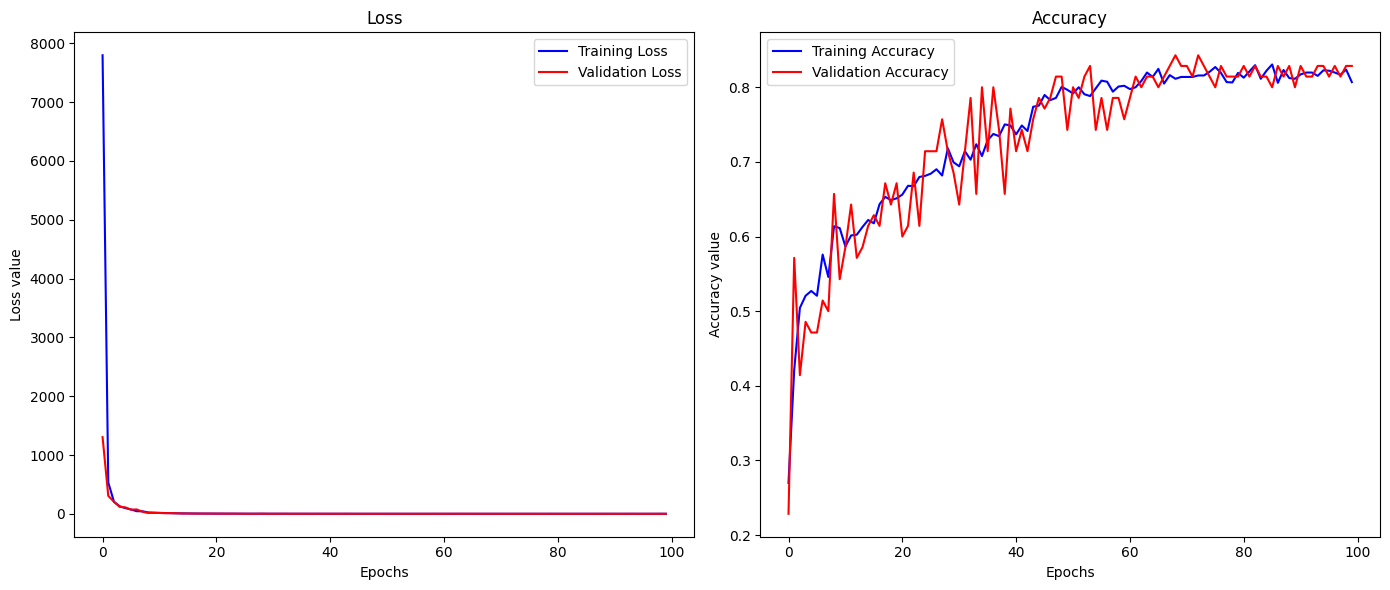 Loss
Loss value
8000
7000
6000
5000
4000
3000
2000
1000
0
Training Loss
Validation Loss
0 20 40 60 80 100
Epochs
Accuracy
Accuracy value
0.8
0.7
0.6
0.5
0.4
0.3
0.2
Training Accuracy
Validation Accuracy
0 20 40 60 80 100
Epochs